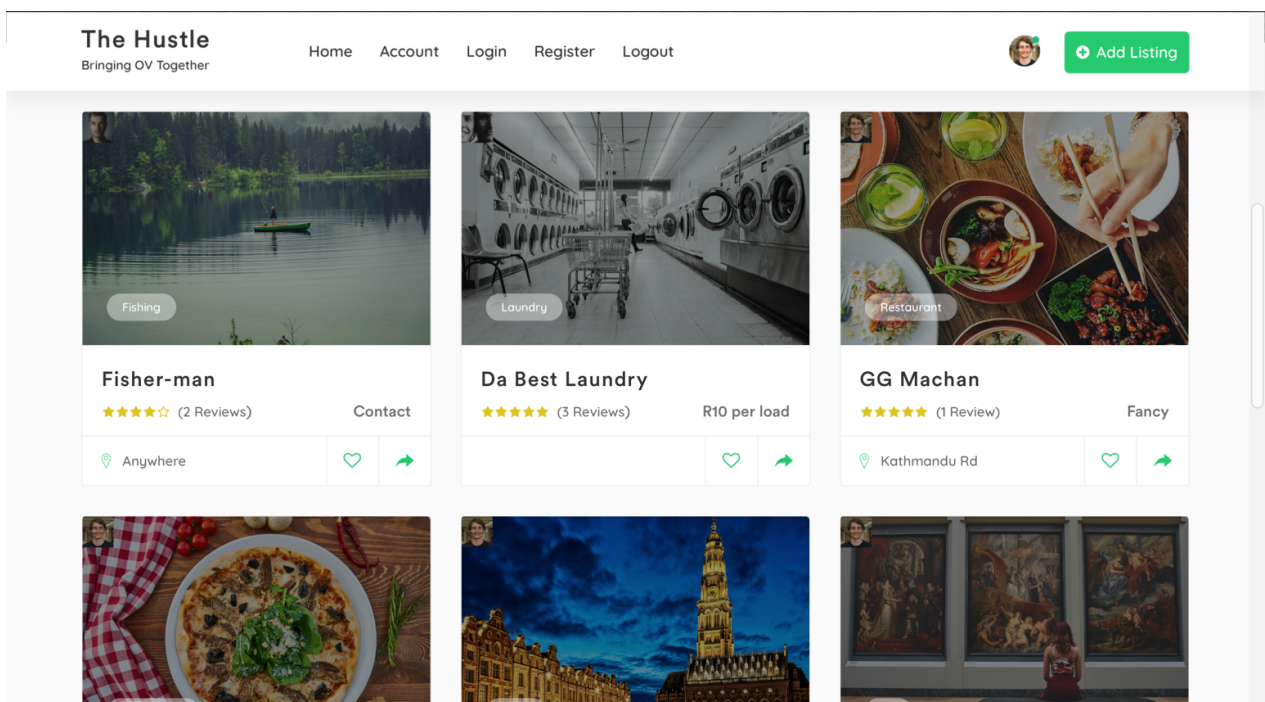 The Hustle
Bringing OV Together
Home Account Login Register Logout
Add Listing
Fishing
Laundry
Restaurant
Fisher-man
(2 Reviews) Contact
Anywhere
Da Best Laundry
(3 Reviews) R10 per load
GG Machan
(1 Review) Fancy
Kathmandu Rd